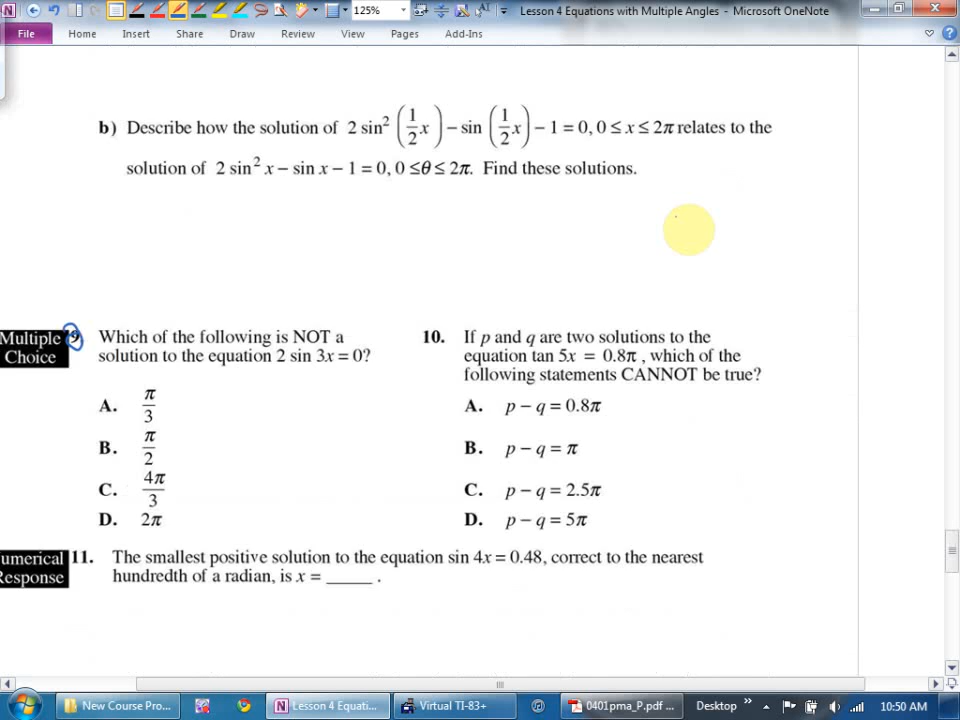 125%
Lesson 4 Equations with Multiple Angles - Microsoft OneNote
File Home Insert Share Draw Review View Pages Add-Ins
b) Describe how the solution of 2 sin² (1/2 x) − sin (1/2 x) − 1 = 0, 0 ≤ x ≤ 2π relates to the
solution of 2 sin² x − sin x − 1 = 0, 0 ≤θ ≤ 2π. Find these solutions.
Multiple
Choice
9. Which of the following is NOT a
solution to the equation 2 sin 3x = 0?
A. π/3
B. π/2
C. 4π/3
D. 2π
10. If p and q are two solutions to the
equation tan 5x = 0.8π , which of the
following statements CANNOT be true?
A. p − q = 0.8π
B. p − q = π
C. p − q = 2.5π
D. p − q = 5π
umerical
Response
11. The smallest positive solution to the equation sin 4x = 0.48, correct to the nearest
hundredth of a radian, is x = _____ .
New Course Pro... Lesson 4 Equati... Virtual TI-83+ 0401pma_P.pdf ... Desktop 10:50 AM